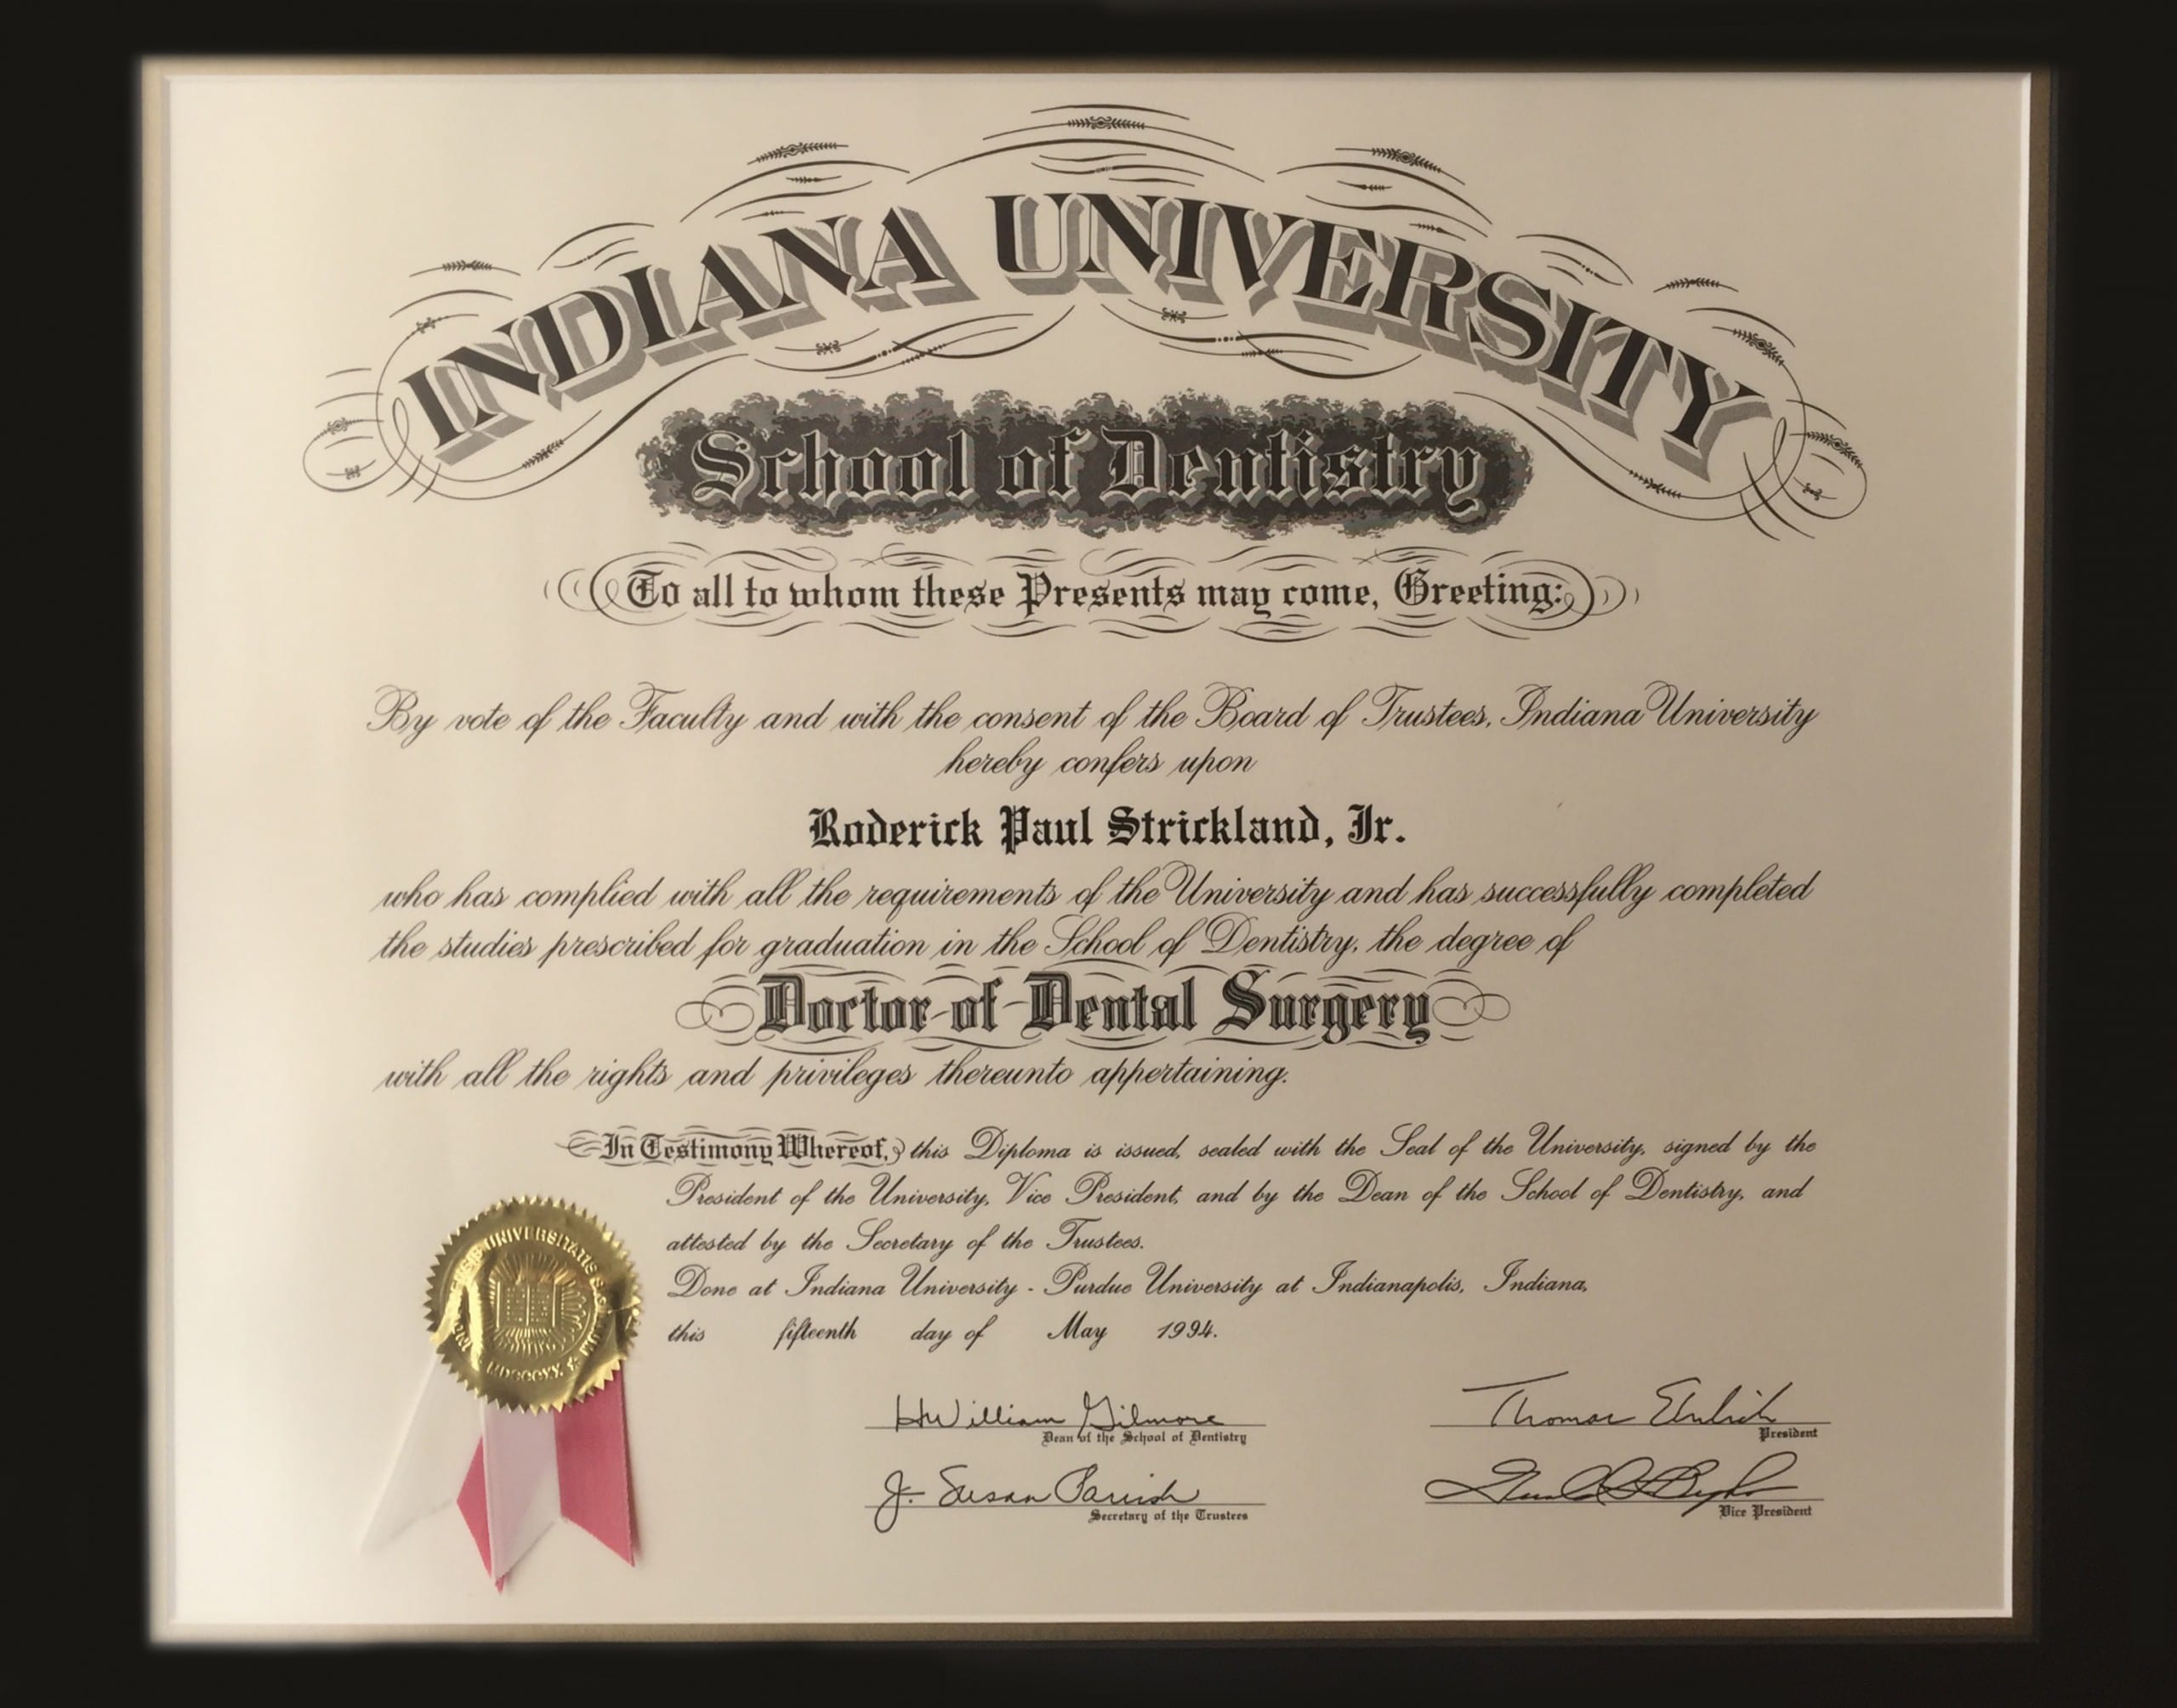 INDIANA UNIVERSITY
School of Dentistry
To all to whom these Presents may come, Greeting:
By vote of the Faculty and with the consent of the Board of Trustees, Indiana University
hereby confers upon
Roderick Paul Strickland, Jr.
who has complied with all the requirements of the University and has successfully completed
the studies prescribed for graduation in the School of Dentistry, the degree of
Doctor of Dental Surgery
with all the rights and privileges thereunto appertaining.
In Testimony Whereof, this Diploma is issued, sealed with the Seal of the University, signed by the
President of the University, Vice President, and by the Dean of the School of Dentistry, and
attested by the Secretary of the Trustees.
Done at Indiana University - Purdue University at Indianapolis, Indiana,
this fifteenth day of May 1994.
UNIVERSITATIS
MDCCCXX
H William Gilmore
Dean of the School of Dentistry
Thomas Ehrlich
President
J. Susan Parrish
Secretary of the Trustees
Vice President